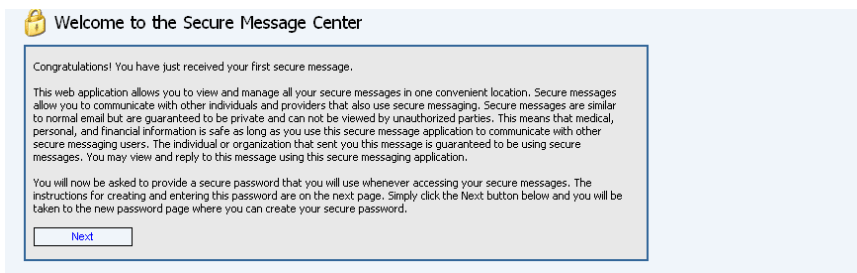 Welcome to the Secure Message Center
Congratulations! You have just received your first secure message.
This web application allows you to view and manage all your secure messages in one convenient location. Secure messages
allow you to communicate with other individuals and providers that also use secure messaging. Secure messages are similar
to normal email but are guaranteed to be private and can not be viewed by unauthorized parties. This means that medical,
personal, and financial information is safe as long as you use this secure message application to communicate with other
secure messaging users. The individual or organization that sent you this message is guaranteed to be using secure
messages. You may view and reply to this message using this secure messaging application.
You will now be asked to provide a secure password that you will use whenever accessing your secure messages. The
instructions for creating and entering this password are on the next page. Simply click the Next button below and you will be
taken to the new password page where you can create your secure password.
Next